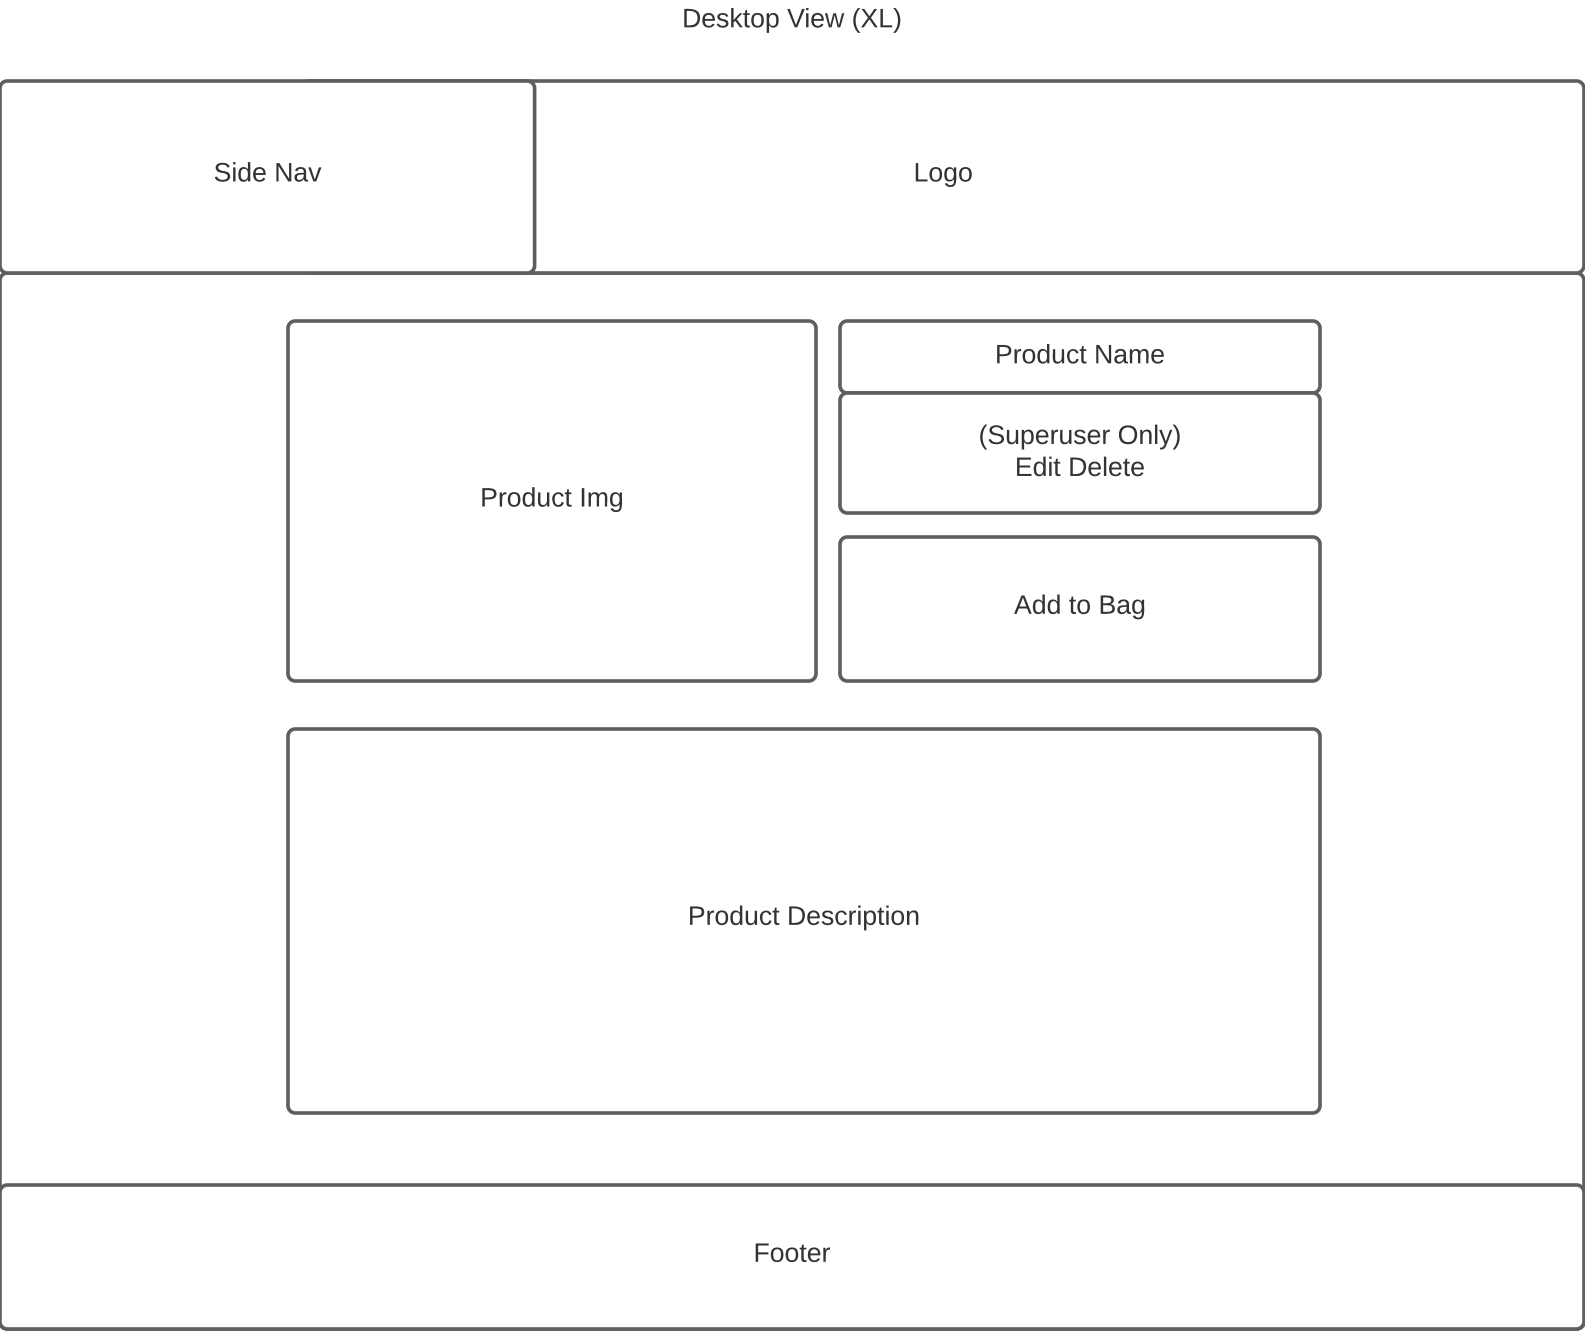 Desktop View (XL)
Side Nav
Logo
Product Img
Product Name
(Superuser Only)
Edit Delete
Add to Bag
Product Description
Footer